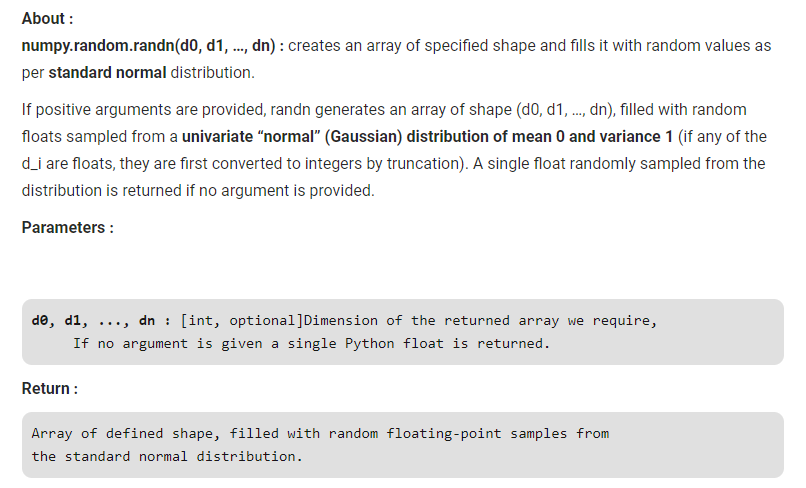 About :
numpy.random.randn(d0, d1, …, dn) : creates an array of specified shape and fills it with random values as
per standard normal distribution.
If positive arguments are provided, randn generates an array of shape (d0, d1, …, dn), filled with random
floats sampled from a univariate “normal” (Gaussian) distribution of mean 0 and variance 1 (if any of the
d_i are floats, they are first converted to integers by truncation). A single float randomly sampled from the
distribution is returned if no argument is provided.
Parameters :
d0, d1, ..., dn : [int, optional]Dimension of the returned array we require,
If no argument is given a single Python float is returned.
Return :
Array of defined shape, filled with random floating-point samples from
the standard normal distribution.